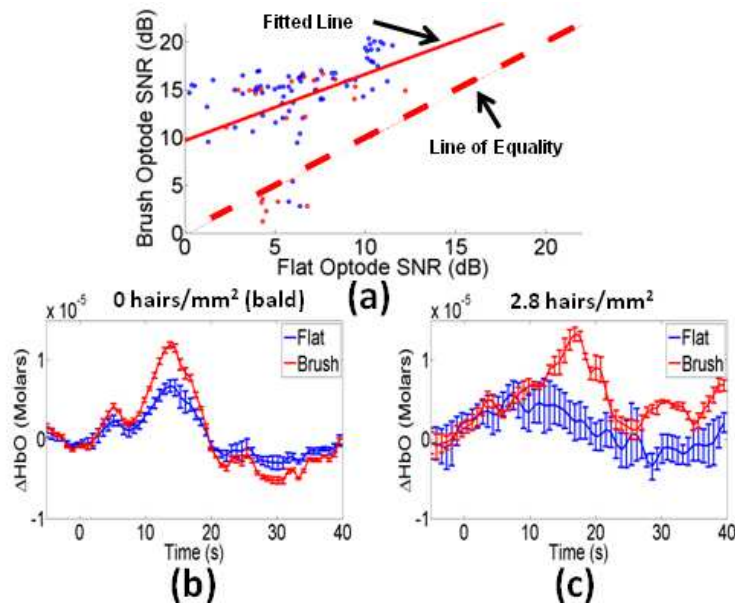 Fitted Line
Line of Equality
Brush Optode SNR (dB)
20
15
10
5
0
0 5 10 15 20
Flat Optode SNR (dB)
(a)
0 hairs/mm² (bald)
x 10⁻⁵
Flat
Brush
ΔHbO (Molars)
1
0
-1
0 10 20 30 40
Time (s)
(b)
2.8 hairs/mm²
x 10⁻⁵
Flat
Brush
ΔHbO (Molars)
1
0
-1
0 10 20 30 40
Time (s)
(c)